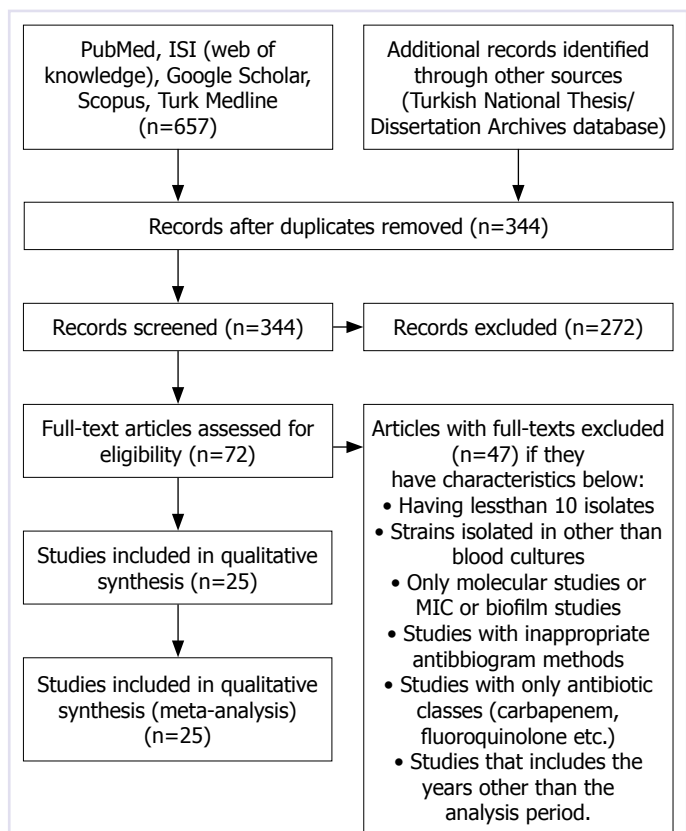 PubMed, ISI (web of
knowledge), Google Scholar,
Scopus, Turk Medline
(n=657)
Additional records identified
through other sources
(Turkish National Thesis/
Dissertation Archives database)
Records after duplicates removed (n=344)
Records screened (n=344)
Records excluded (n=272)
Full-text articles assessed for
eligibility (n=72)
Articles with full-texts excluded
(n=47) if they
have characteristics below:
• Having lessthan 10 isolates
• Strains isolated in other than
blood cultures
• Only molecular studies or
MIC or biofilm studies
• Studies with inappropriate
antibbiogram methods
• Studies with only antibiotic
classes (carbapenem,
fluoroquinolone etc.)
• Studies that includes the
years other than the
analysis period.
Studies included in qualitative
synthesis (n=25)
Studies included in qualitative
synthesis (meta-analysis)
(n=25)